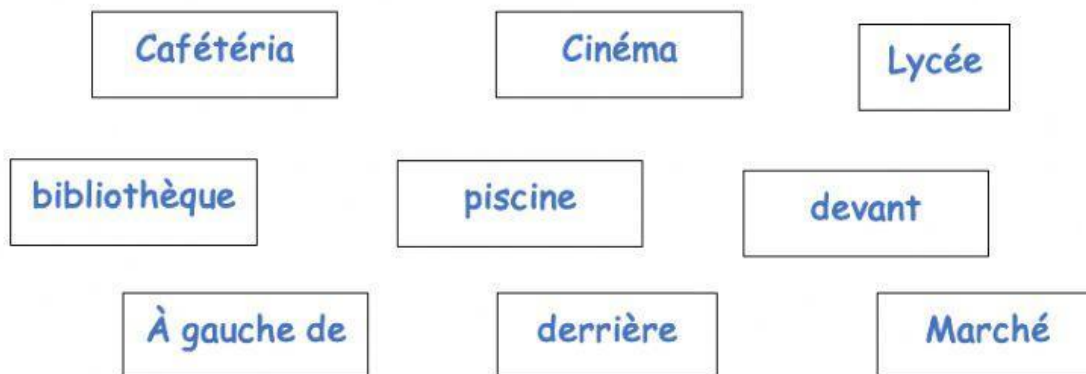 Cafétéria Cinéma Lycée
bibliothèque piscine devant
À gauche de derrière Marché